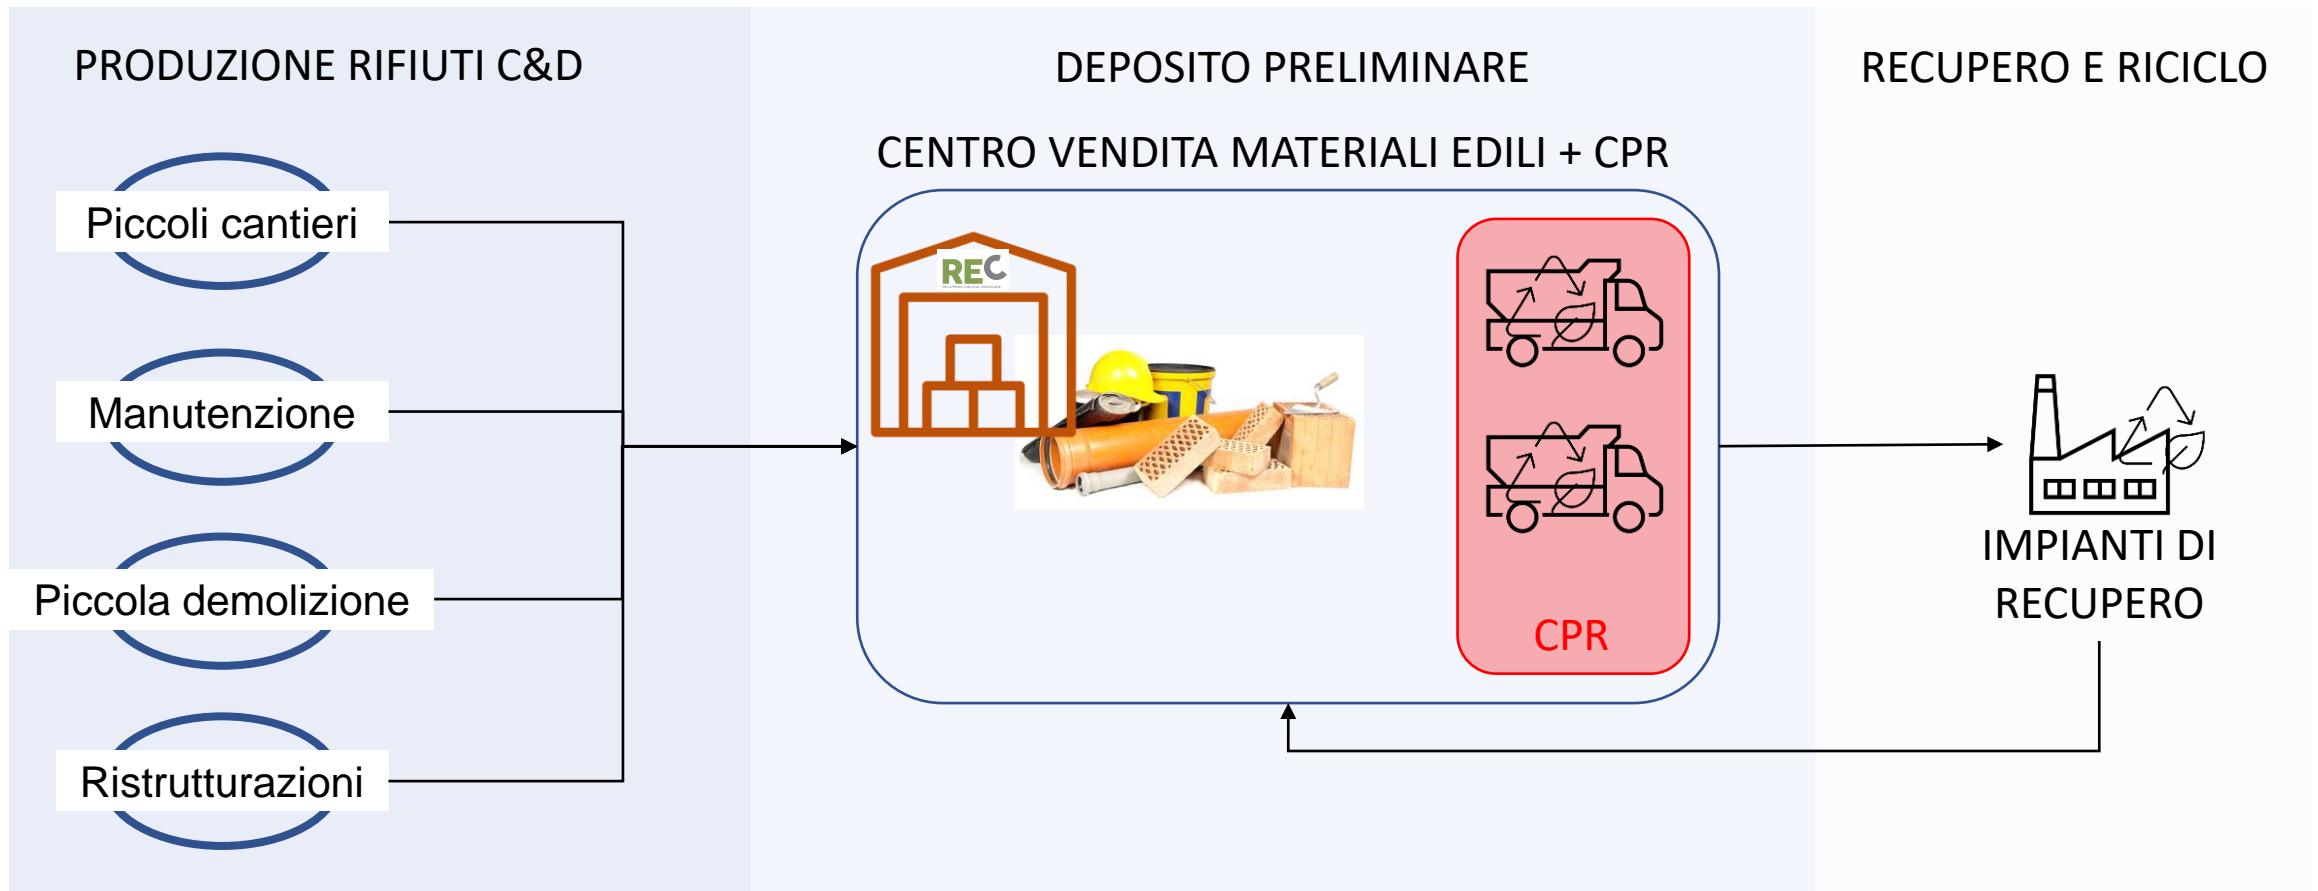 PRODUZIONE RIFIUTI C&D
DEPOSITO PRELIMINARE
RECUPERO E RICICLO
CENTRO VENDITA MATERIALI EDILI + CPR
Piccoli cantieri
Manutenzione
Piccola demolizione
Ristrutturazioni
REC
CPR
IMPIANTI DI
RECUPERO